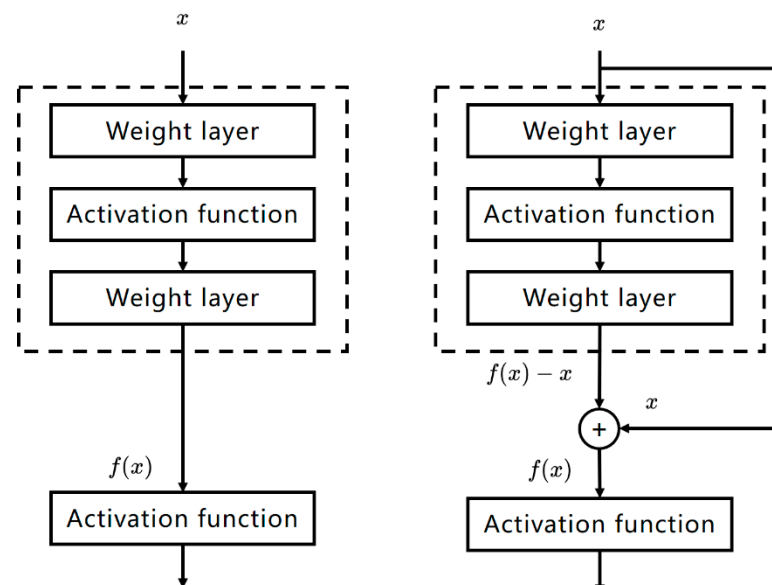 x
Weight layer
Activation function
Weight layer
f(x)
Activation function
x
Weight layer
Activation function
Weight layer
f(x) − x
x
+
f(x)
Activation function